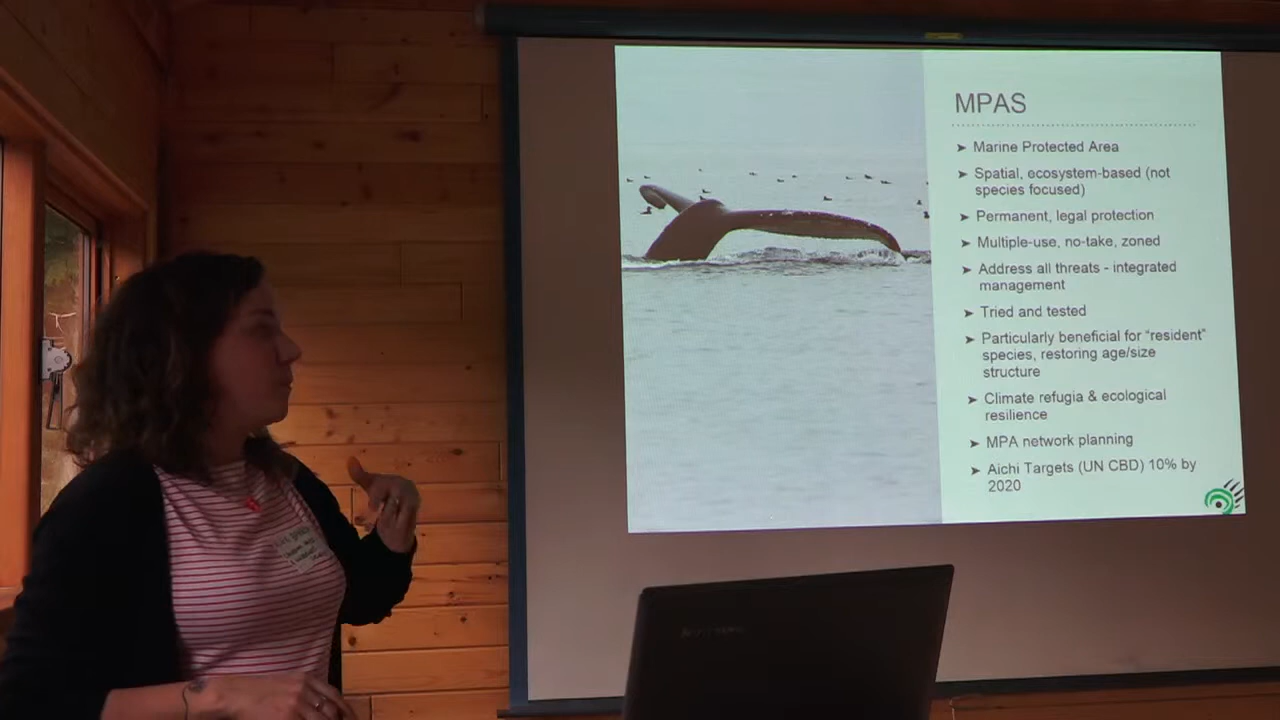 MPAS
➤ Marine Protected Area
➤ Spatial, ecosystem-based (not
species focused)
➤ Permanent, legal protection
➤ Multiple-use, no-take, zoned
➤ Address all threats - integrated
management
➤ Tried and tested
➤ Particularly beneficial for “resident”
species, restoring age/size
structure
➤ Climate refugia & ecological
resilience
➤ MPA network planning
➤ Aichi Targets (UN CBD) 10% by
2020